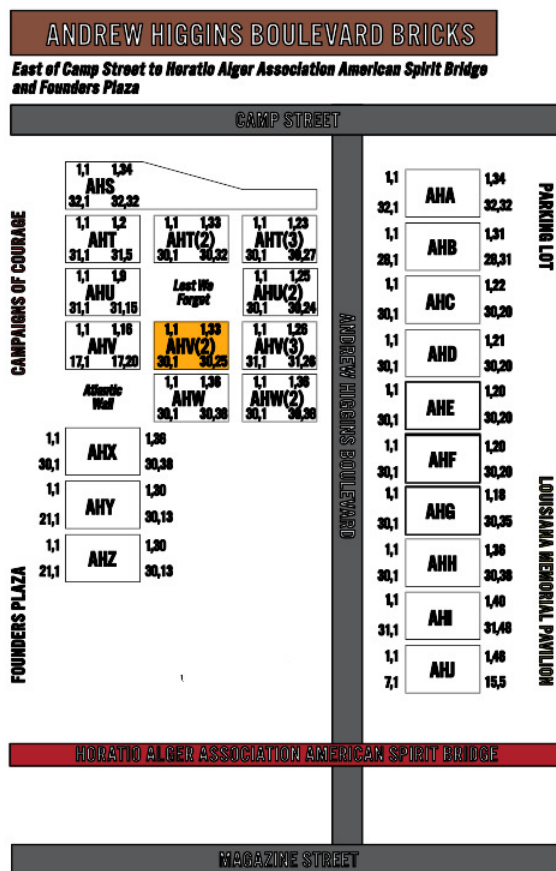 ANDREW HIGGINS BOULEVARD BRICKS
East of Camp Street to Horatio Alger Association American Spirit Bridge
and Founders Plaza
CAMP STREET
CAMPAIGNS OF COURAGE
FOUNDERS PLAZA
1,1 1,34
AHS
32,1 32,32
1,1 1,2
AHT
31,1 31,5
1,1 1,33
AHT(2)
30,1 30,32
1,1 1,23
AHT(3)
30,1 30,27
1,1 1,9
AHU
31,1 31,15
Lest We
Forget
1,1 1,25
AHU(2)
30,1 30,24
1,1 1,16
AHV
17,1 17,20
1,1 1,33
AHV(2)
30,1 30,25
1,1 1,26
AHV(3)
31,1 31,26
Atlantic
Wall
1,1 1,36
AHW
30,1 30,38
1,1 1,36
AHW(2)
30,1 30,38
1,1 1,36
AHX
30,1 30,38
1,1 1,30
AHY
21,1 30,13
1,1 1,30
AHZ
21,1 30,13
ANDREW HIGGINS BOULEVARD
1,1 1,34
AHA
32,1 32,32
1,1 1,31
AHB
28,1 28,31
1,1 1,22
AHC
30,1 30,20
1,1 1,21
AHD
30,1 30,20
1,1 1,20
AHE
30,1 30,20
1,1 1,20
AHF
30,1 30,20
1,1 1,18
AHG
30,1 30,35
1,1 1,36
AHH
30,1 30,38
1,1 1,40
AHI
31,1 31,48
1,1 1,48
AHJ
7,1 15,5
PARKING LOT
LOUISIANA MEMORIAL PAVILION
HORATIO ALGER ASSOCIATION AMERICAN SPIRIT BRIDGE
MAGAZINE STREET